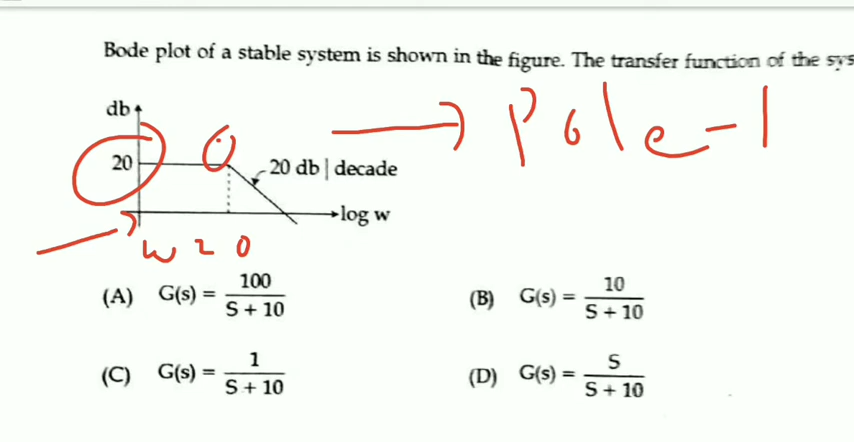 Bode plot of a stable system is shown in the figure. The transfer function of the sys
db
Pole-1
20
-20 db | decade
log w
w = 0
(A) G(s) = 100 / S + 10
(B) G(s) = 10 / S + 10
(C) G(s) = 1 / S + 10
(D) G(s) = S / S + 10